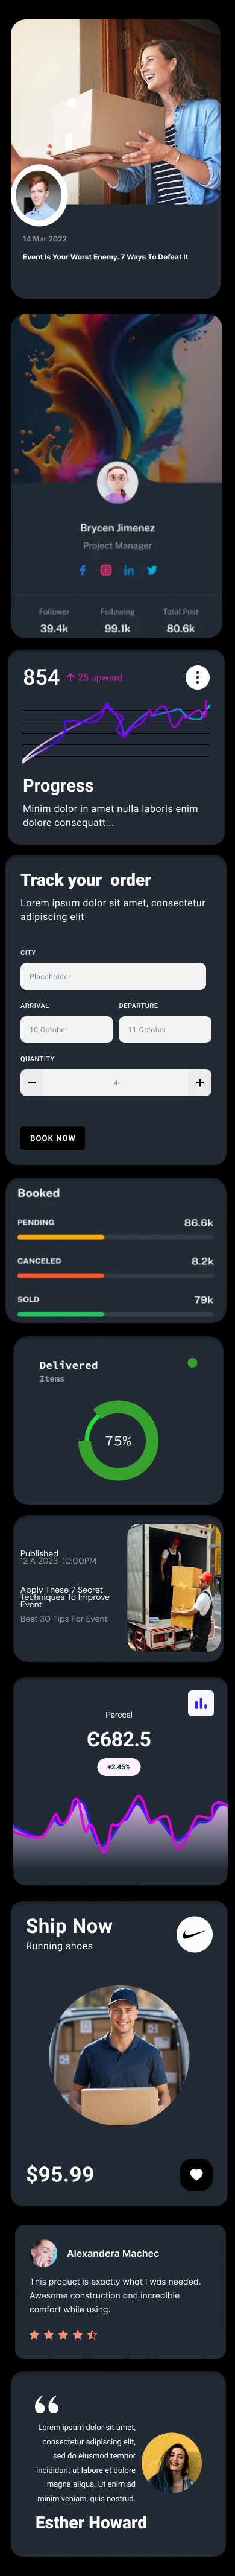 14 Mar 2022
Event Is Your Worst Enemy. 7 Ways To Defeat It
Brycen Jimenez
Project Manager
Follower Following Total Post
39.4k 99.1k 80.6k
854 ↑ 25 upward
Progress
Minim dolor in amet nulla laboris enim
dolore consequatt...
Track your order
Lorem ipsum dolor sit amet, consectetur
adipiscing elit
CITY
Placeholder
ARRIVAL DEPARTURE
10 October 11 October
QUANTITY
− 4 +
BOOK NOW
Booked
PENDING 86.6k
CANCELED 8.2k
SOLD 79k
Delivered
Items
75%
Published
12 A 2023 10:00PM
Apply These 7 Secret
Techniques To Improve
Event
Best 30 Tips For Event
Parccel
Є682.5
+2.45%
Ship Now
Running shoes
$95.99
Alexandera Machec
This product is exactly what I was needed.
Awesome construction and incredible
comfort while using.
Lorem ipsum dolor sit amet,
consectetur adipiscing elit,
sed do eiusmod tempor
incididunt ut labore et dolore
magna aliqua. Ut enim ad
minim veniam, quis nostrud.
Esther Howard